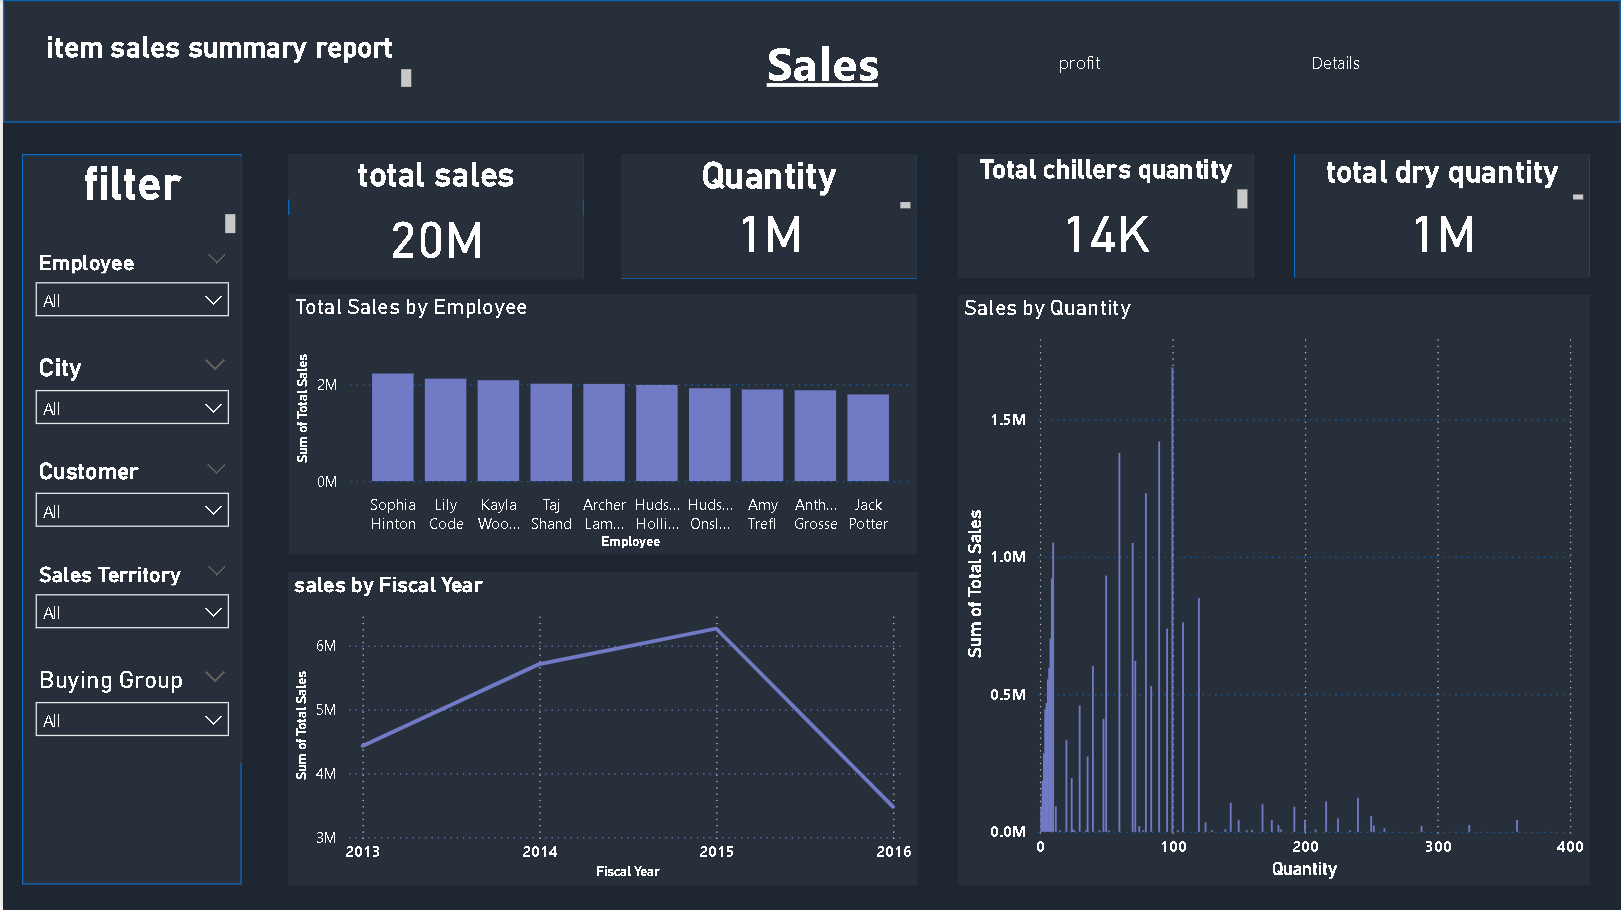 item sales summary report
Sales
profit
Details
filter
Employee
All
City
All
Customer
All
Sales Territory
All
Buying Group
All
total sales
20M
Quantity
1M
Total chillers quantity
14K
total dry quantity
1M
Total Sales by Employee
Sum of Total Sales
2M
0M
Sophia Hinton
Lily Code
Kayla Woo...
Taj Shand
Archer Lam...
Huds... Holli...
Huds... Onsl...
Amy Trefl
Anth... Grosse
Jack Potter
Employee
sales by Fiscal Year
Sum of Total Sales
6M
5M
4M
3M
2013 2014 2015 2016
Fiscal Year
Sales by Quantity
Sum of Total Sales
1.5M
1.0M
0.5M
0.0M
0 100 200 300 400
Quantity